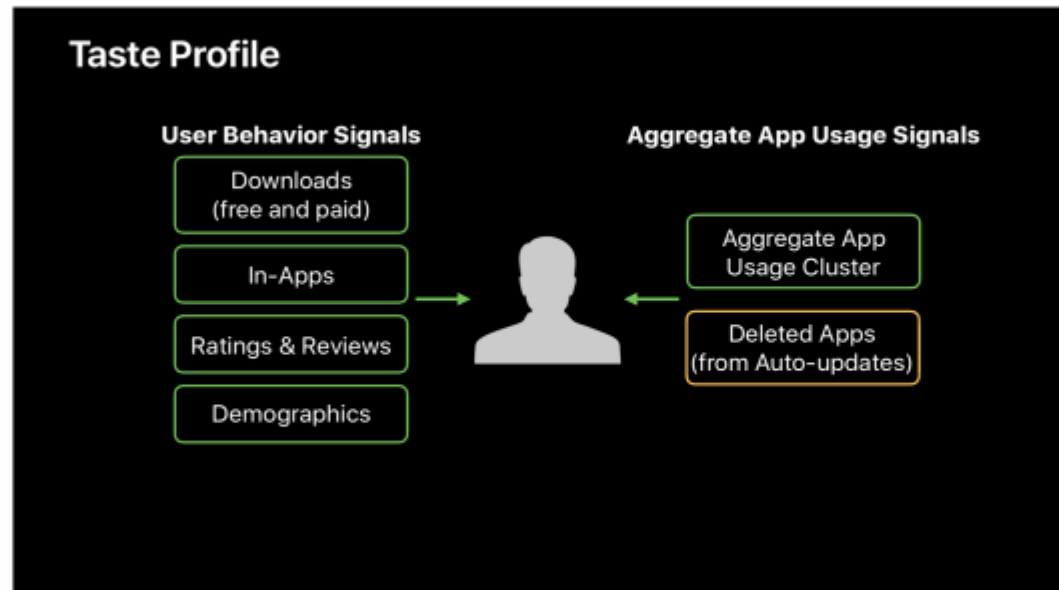 Taste Profile
User Behavior Signals
Downloads
(free and paid)
In-Apps
Ratings & Reviews
Demographics
Aggregate App Usage Signals
Aggregate App
Usage Cluster
Deleted Apps
(from Auto-updates)